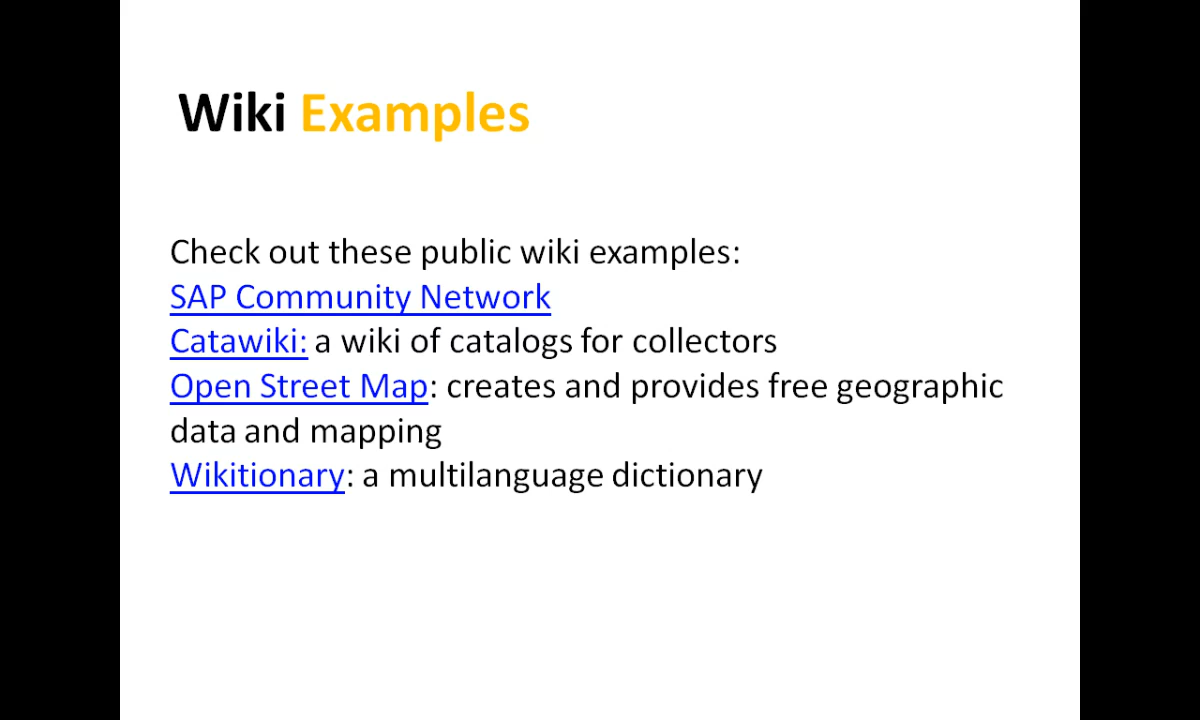 Wiki Examples
Check out these public wiki examples:
SAP Community Network
Catawiki: a wiki of catalogs for collectors
Open Street Map: creates and provides free geographic
data and mapping
Wikitionary: a multilanguage dictionary